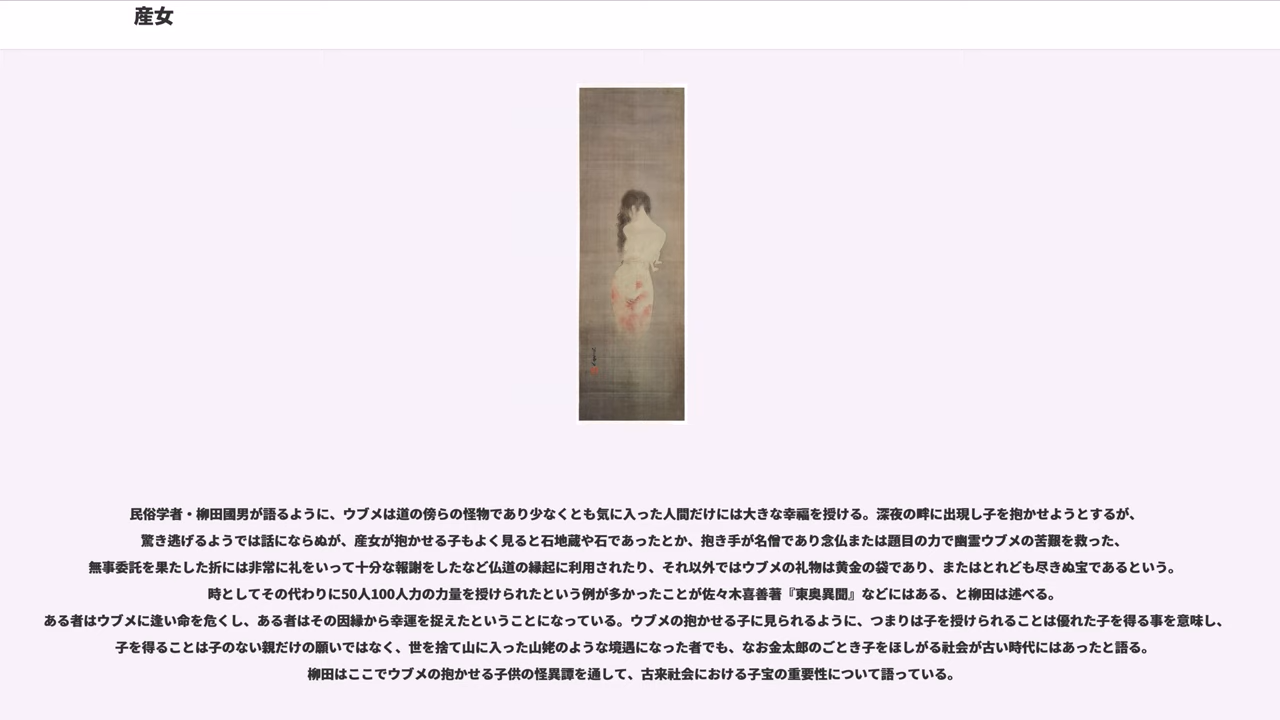 産女
民俗学者・柳田國男が語るように、ウブメは道の傍らの怪物であり少なくとも気に入った人間だけには大きな幸福を授ける。深夜の畔に出現し子を抱かせようとするが、
驚き逃げるようでは話にならぬが、産女が抱かせる子もよく見ると石地蔵や石であったとか、抱き手が名僧であり念仏または題目の力で幽霊ウブメの苦艱を救った、
無事委託を果たした折には非常に礼をいって十分な報謝をしたなど仏道の縁起に利用されたり、それ以外ではウブメの礼物は黄金の袋であり、またはとれども尽きぬ宝であるという。
時としてその代わりに50人100人力の力量を授けられたという例が多かったことが佐々木喜善著『東奥異聞』などにはある、と柳田は述べる。
ある者はウブメに逢い命を危くし、ある者はその因縁から幸運を捉えたということになっている。ウブメの抱かせる子に見られるように、つまりは子を授けられることは優れた子を得る事を意味し、
子を得ることは子のない親だけの願いではなく、世を捨て山に入った山姥のような境遇になった者でも、なお金太郎のごとき子をほしがる社会が古い時代にはあったと語る。
柳田はここでウブメの抱かせる子供の怪異譚を通して、古来社会における子宝の重要性について語っている。